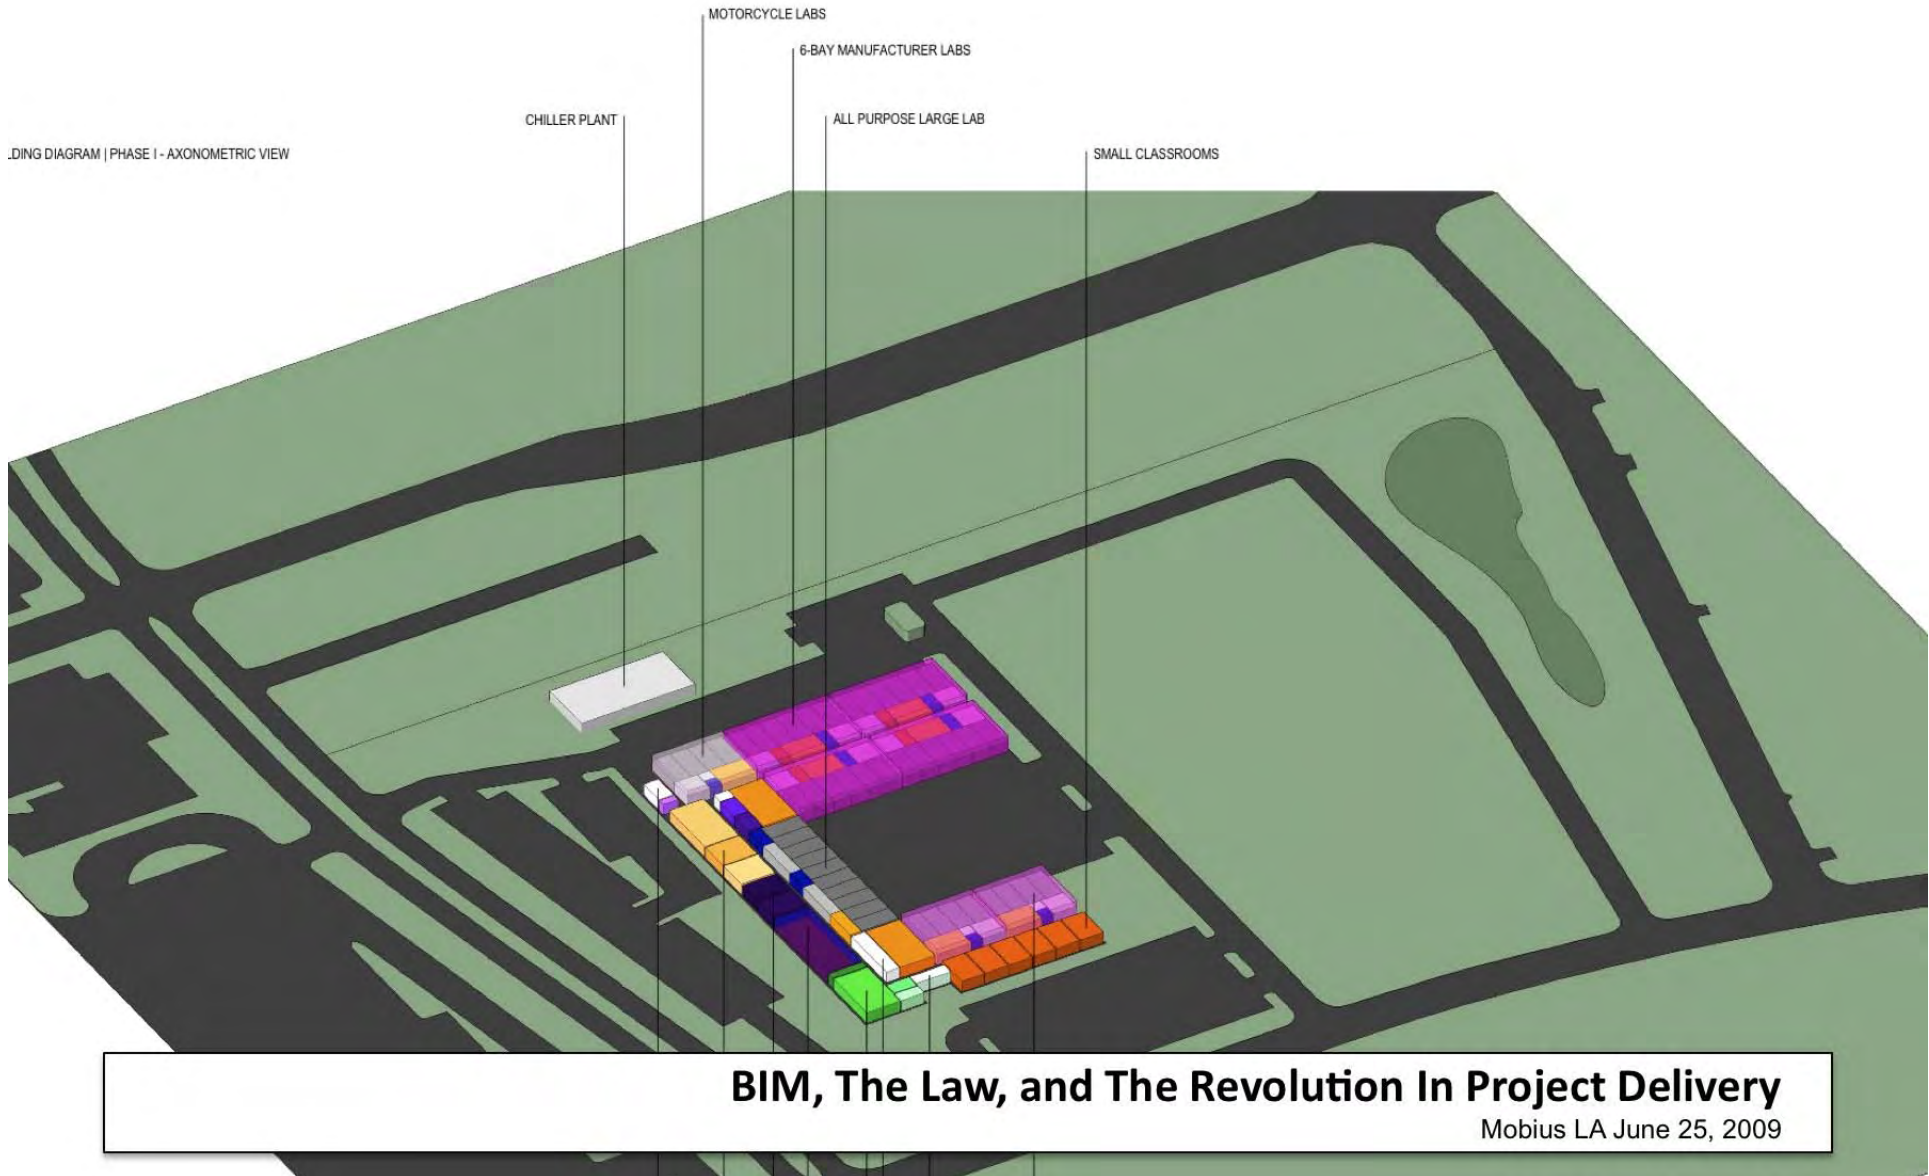 MOTORCYCLE LABS
6-BAY MANUFACTURER LABS
CHILLER PLANT
ALL PURPOSE LARGE LAB
LDING DIAGRAM | PHASE I - AXONOMETRIC VIEW
SMALL CLASSROOMS
BIM, The Law, and The Revolution In Project Delivery
Mobius LA June 25, 2009